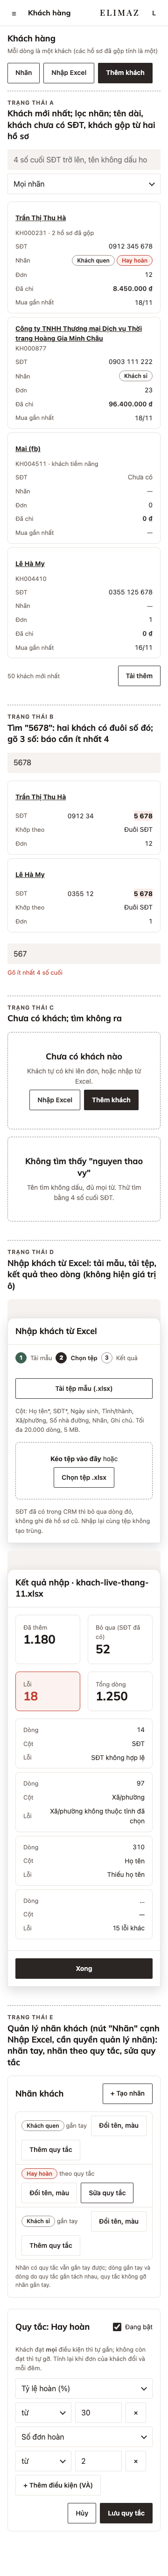 ≡ Khách hàng ELIMAZ L
Khách hàng
Mỗi dòng là một khách (các hồ sơ đã gộp tính là một)
Nhãn Nhập Excel Thêm khách
TRẠNG THÁI A
Khách mới nhất; lọc nhãn; tên dài,
khách chưa có SĐT, khách gộp từ hai
hồ sơ
4 số cuối SĐT trở lên, tên không dấu ho
Mọi nhãn
Trần Thị Thu Hà
KH000231 · 2 hồ sơ đã gộp
SĐT 0912 345 678
Nhãn Khách quen Hay hoàn
Đơn 12
Đã chi 8.450.000 ₫
Mua gần nhất 18/11
Công ty TNHH Thương mại Dịch vụ Thời
trang Hoàng Gia Minh Châu
KH000877
SĐT 0903 111 222
Nhãn Khách sỉ
Đơn 23
Đã chi 96.400.000 ₫
Mua gần nhất 18/11
Mai (fb)
KH004511 · khách tiềm năng
SĐT Chưa có
Nhãn —
Đơn 0
Đã chi 0 ₫
Mua gần nhất —
Lê Hà My
KH004410
SĐT 0355 125 678
Nhãn —
Đơn 1
Đã chi 0 ₫
Mua gần nhất 16/11
50 khách mới nhất Tải thêm
TRẠNG THÁI B
Tìm "5678": hai khách có đuôi số đó;
gõ 3 số: báo cần ít nhất 4
5678
Trần Thị Thu Hà
SĐT 0912 34 5 678
Khớp theo Đuôi SĐT
Đơn 12
Lê Hà My
SĐT 0355 12 5 678
Khớp theo Đuôi SĐT
Đơn 1
567
Gõ ít nhất 4 số cuối
TRẠNG THÁI C
Chưa có khách; tìm không ra
Chưa có khách nào
Khách tự có khi lên đơn, hoặc nhập từ
Excel.
Nhập Excel Thêm khách
Không tìm thấy "nguyen thao
vy"
Tên tìm không dấu, đủ mọi từ. Thử tìm
bằng 4 số cuối SĐT.
TRẠNG THÁI D
Nhập khách từ Excel: tải mẫu, tải tệp,
kết quả theo dòng (không hiện giá trị
ô)
Nhập khách từ Excel
1 Tải mẫu 2 Chọn tệp 3 Kết quả
Tải tệp mẫu (.xlsx)
Cột: Họ tên*, SĐT*, Ngày sinh, Tỉnh/thành,
Xã/phường, Số nhà đường, Nhãn, Ghi chú. Tối
đa 20.000 dòng, 5 MB.
Kéo tệp vào đây hoặc
Chọn tệp .xlsx
SĐT đã có trong CRM thì bỏ qua dòng đó,
không ghi đè hồ sơ cũ. Nhập lại cùng tệp không
tạo trùng.
Kết quả nhập · khach-live-thang-
11.xlsx
Đã thêm
1.180
Bỏ qua (SĐT đã
có)
52
Lỗi
18
Tổng dòng
1.250
Dòng 14
Cột SĐT
Lỗi SĐT không hợp lệ
Dòng 97
Cột Xã/phường
Lỗi Xã/phường không thuộc tỉnh đã
chọn
Dòng 310
Cột Họ tên
Lỗi Thiếu họ tên
Dòng …
Cột —
Lỗi 15 lỗi khác
Xong
TRẠNG THÁI E
Quản lý nhãn khách (nút "Nhãn" cạnh
Nhập Excel, cần quyền quản lý nhãn):
nhãn tay, nhãn theo quy tắc, sửa quy
tắc
Nhãn khách + Tạo nhãn
Khách quen gắn tay Đổi tên, màu
Thêm quy tắc
Hay hoàn theo quy tắc
Đổi tên, màu Sửa quy tắc
Khách sỉ gắn tay Đổi tên, màu
Thêm quy tắc
Nhãn có quy tắc vẫn gắn tay được; dòng gắn tay và
dòng do quy tắc gắn tách nhau, quy tắc không gỡ
nhãn gắn tay.
Quy tắc: Hay hoàn Đang bật
Khách đạt mọi điều kiện thì tự gắn; không còn
đạt thì tự gỡ. Tính lại khi đơn của khách đổi và
mỗi đêm.
Tỷ lệ hoàn (%)
từ 30 ×
Số đơn hoàn
từ 2 ×
+ Thêm điều kiện (VÀ)
Hủy Lưu quy tắc